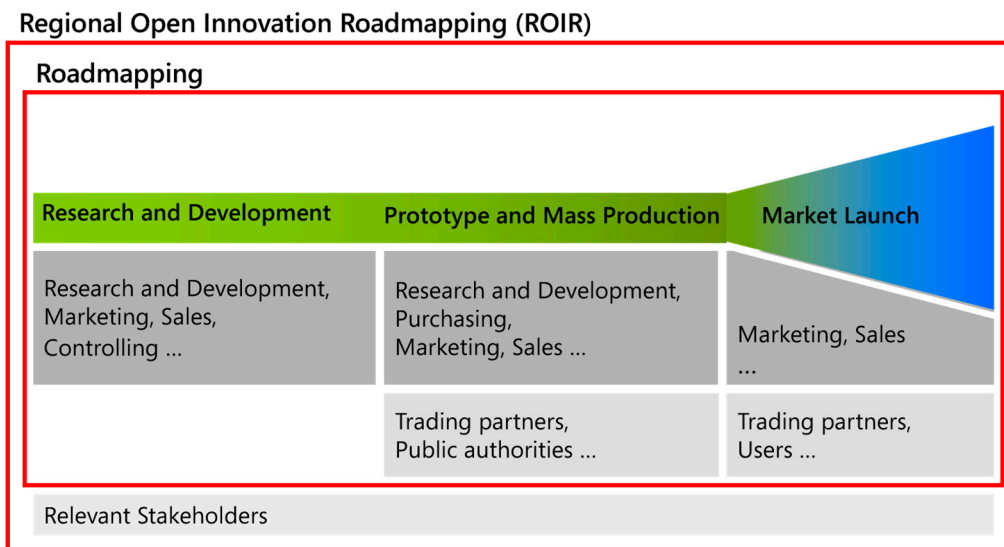 Regional Open Innovation Roadmapping (ROIR)
Roadmapping
Research and Development
Prototype and Mass Production
Market Launch
Research and Development,
Marketing, Sales,
Controlling ...
Research and Development,
Purchasing,
Marketing, Sales ...
Marketing, Sales
...
Trading partners,
Public authorities ...
Trading partners,
Users ...
Relevant Stakeholders